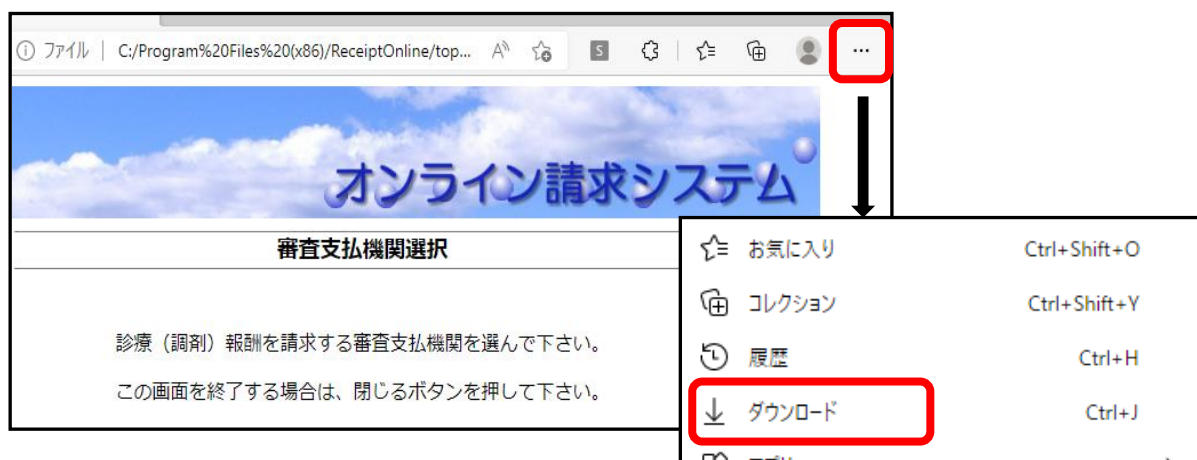 ファイル | C:/Program%20Files%20(x86)/ReceiptOnline/top... A S ...
オンライン請求システム
審査支払機関選択
診療（調剤）報酬を請求する審査支払機関を選んで下さい。
この画面を終了する場合は、閉じるボタンを押して下さい。
お気に入り Ctrl+Shift+O
コレクション Ctrl+Shift+Y
履歴 Ctrl+H
ダウンロード Ctrl+J